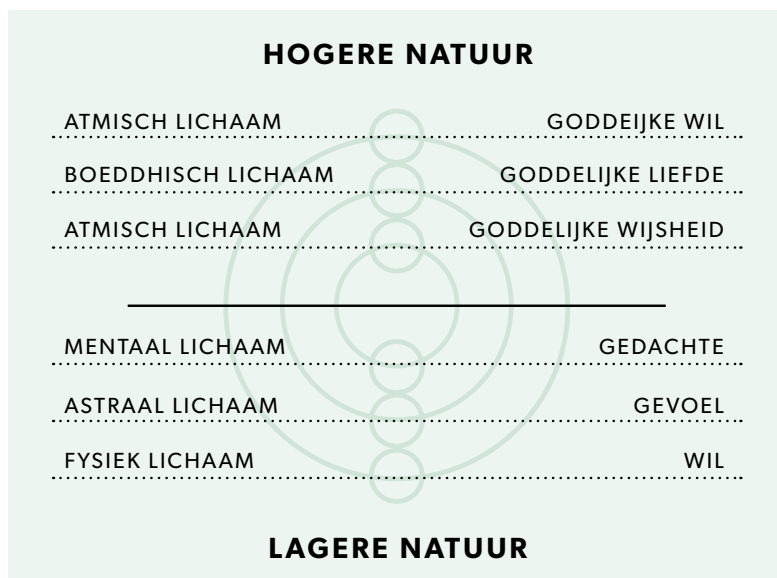 HOGERE NATUUR
ATMISCH LICHAAM GODDEIJKE WIL
BOEDDHISCH LICHAAM GODDELIJKE LIEFDE
ATMISCH LICHAAM GODDELIJKE WIJSHEID
MENTAAL LICHAAM GEDACHTE
ASTRAAL LICHAAM GEVOEL
FYSIEK LICHAAM WIL
LAGERE NATUUR